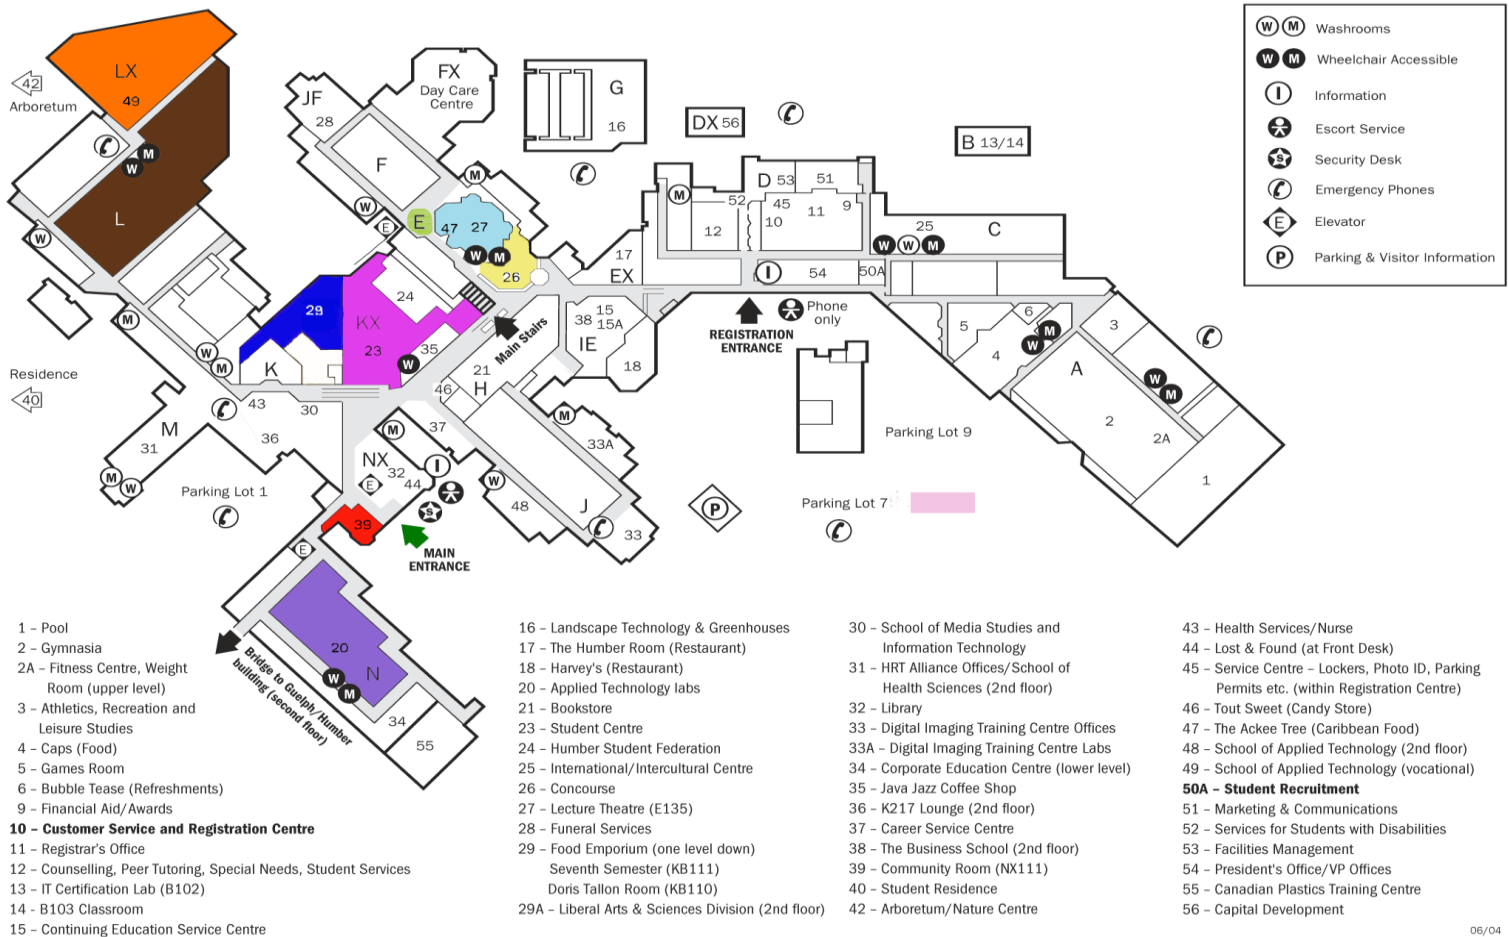 LX
49
42
Arboretum
L
Residence
40
JF
28
FX
Day Care
Centre
F
E
47
27
26
G
16
DX 56
B 13/14
D
53
51
52
45
10
11
9
12
C
25
17
EX
54
50A
I
W M Washrooms
W M Wheelchair Accessible
I Information
Escort Service
S Security Desk
Emergency Phones
E Elevator
P Parking & Visitor Information
29
KX
24
23
35
K
Main Stairs
38
15
15A
IE
18
21
H
46
REGISTRATION
ENTRANCE
Phone
only
5
6
4
3
A
2
2A
1
Parking Lot 9
M
31
43
30
36
Parking Lot 1
NX
32
44
37
39
MAIN
ENTRANCE
33A
48
J
33
P
Parking Lot 7
20
N
34
55
Bridge to Guelph/Humber
building (second floor)
1 – Pool
2 – Gymnasia
2A – Fitness Centre, Weight
Room (upper level)
3 – Athletics, Recreation and
Leisure Studies
4 – Caps (Food)
5 – Games Room
6 – Bubble Tease (Refreshments)
9 – Financial Aid/Awards
10 – Customer Service and Registration Centre
11 – Registrar's Office
12 – Counselling, Peer Tutoring, Special Needs, Student Services
13 – IT Certification Lab (B102)
14 - B103 Classroom
15 – Continuing Education Service Centre
16 – Landscape Technology & Greenhouses
17 – The Humber Room (Restaurant)
18 – Harvey's (Restaurant)
20 – Applied Technology labs
21 – Bookstore
23 – Student Centre
24 – Humber Student Federation
25 – International/Intercultural Centre
26 – Concourse
27 – Lecture Theatre (E135)
28 – Funeral Services
29 – Food Emporium (one level down)
Seventh Semester (KB111)
Doris Tallon Room (KB110)
29A – Liberal Arts & Sciences Division (2nd floor)
30 – School of Media Studies and
Information Technology
31 – HRT Alliance Offices/School of
Health Sciences (2nd floor)
32 – Library
33 – Digital Imaging Training Centre Offices
33A – Digital Imaging Training Centre Labs
34 – Corporate Education Centre (lower level)
35 – Java Jazz Coffee Shop
36 – K217 Lounge (2nd floor)
37 – Career Service Centre
38 – The Business School (2nd floor)
39 – Community Room (NX111)
40 – Student Residence
42 – Arboretum/Nature Centre
43 – Health Services/Nurse
44 – Lost & Found (at Front Desk)
45 – Service Centre – Lockers, Photo ID, Parking
Permits etc. (within Registration Centre)
46 – Tout Sweet (Candy Store)
47 – The Ackee Tree (Caribbean Food)
48 – School of Applied Technology (2nd floor)
49 – School of Applied Technology (vocational)
50A – Student Recruitment
51 – Marketing & Communications
52 – Services for Students with Disabilities
53 – Facilities Management
54 – President's Office/VP Offices
55 – Canadian Plastics Training Centre
56 – Capital Development
06/04